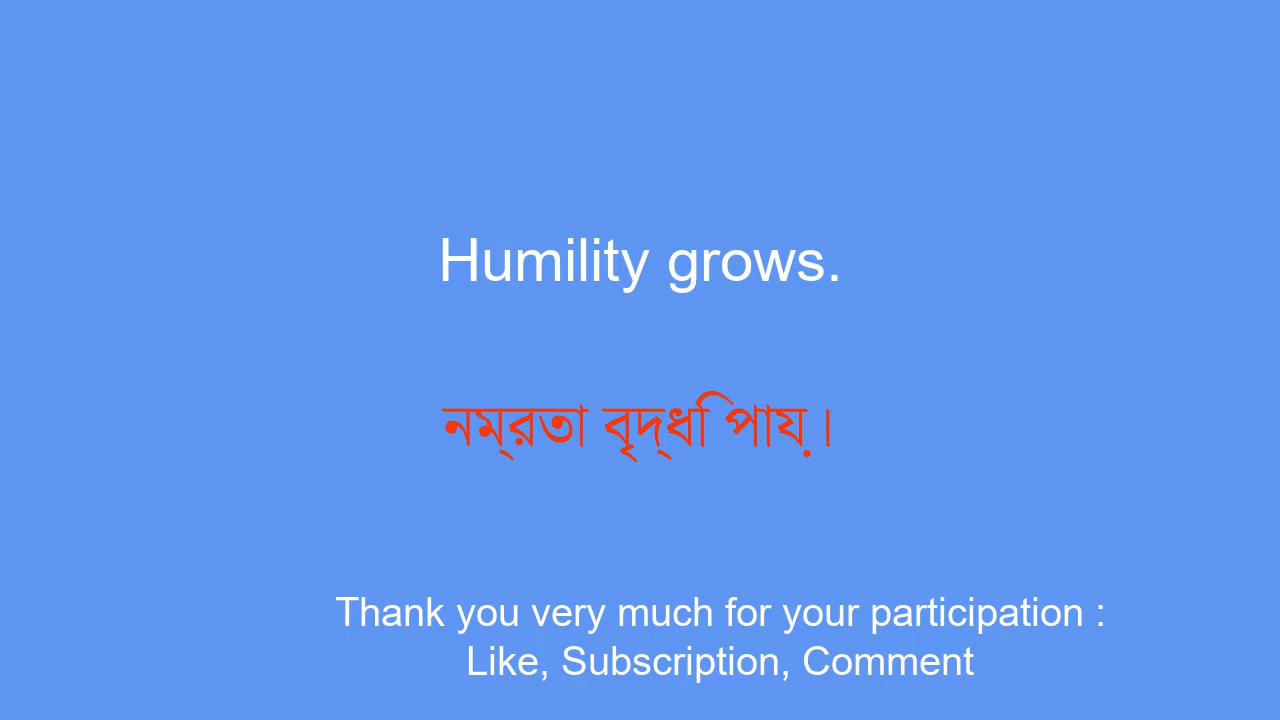 Humility grows.
নম্রতা বৃদ্ধি পায়।
Thank you very much for your participation :
Like, Subscription, Comment